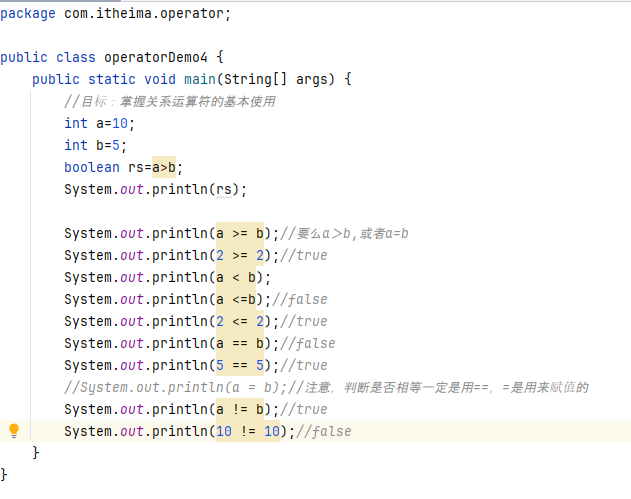 package com.itheima.operator;
public class operatorDemo4 {
public static void main(String[] args) {
//目标：掌握关系运算符的基本使用
int a=10;
int b=5;
boolean rs=a>b;
System.out.println(rs);
System.out.println(a >= b);//要么a＞b,或者a=b
System.out.println(2 >= 2);//true
System.out.println(a < b);
System.out.println(a <=b);//false
System.out.println(2 <= 2);//true
System.out.println(a == b);//false
System.out.println(5 == 5);//true
//System.out.println(a = b);//注意，判断是否相等一定是用==，=是用来赋值的
System.out.println(a != b);//true
System.out.println(10 != 10);//false
}
}